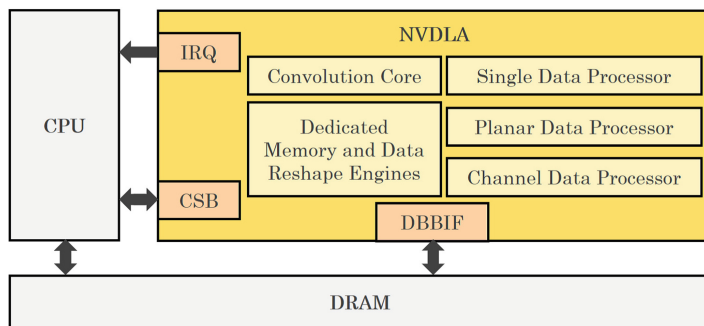 NVDLA
IRQ
Convolution Core
Single Data Processor
CPU
Dedicated
Memory and Data
Reshape Engines
Planar Data Processor
Channel Data Processor
CSB
DBBIF
DRAM